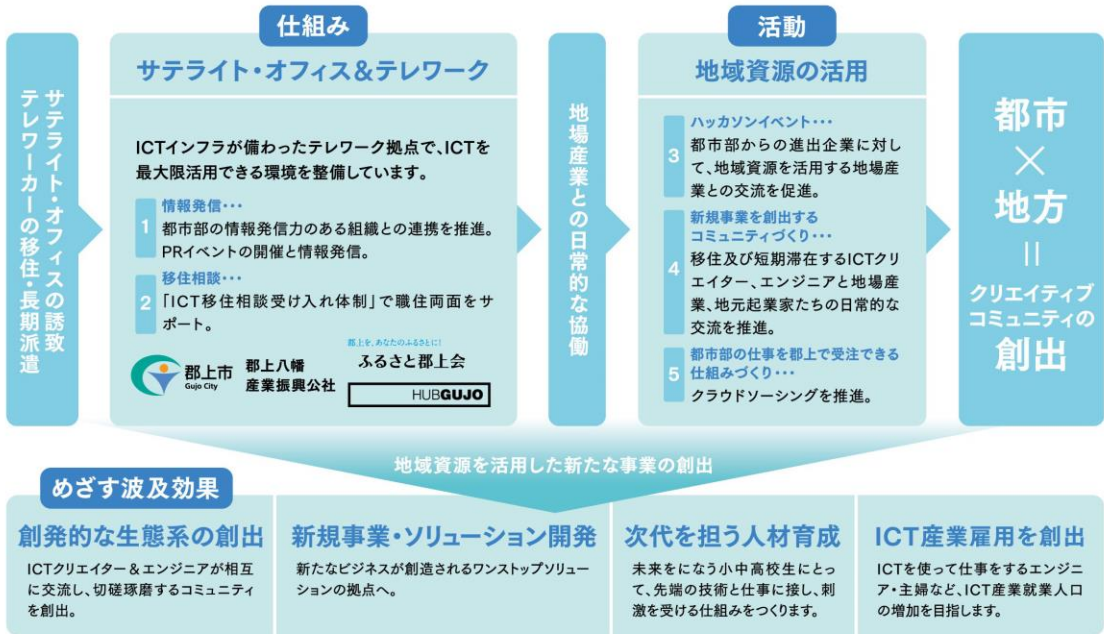 サテライト・オフィスの誘致
テレワーカーの移住・長期派遣
仕組み
サテライト・オフィス&テレワーク
ICTインフラが備わったテレワーク拠点で、ICTを
最大限活用できる環境を整備しています。
1
情報発信・・・
都市部の情報発信力のある組織との連携を推進。
PRイベントの開催と情報発信。
2
移住相談・・・
「ICT移住相談受け入れ体制」で職住両面をサ
ポート。
郡上市
Gujo City
郡上八幡
産業振興公社
郡上を、あなたのふるさとに!
ふるさと郡上会
HUBGUJO
地場産業との日常的な協働
活動
地域資源の活用
3
ハッカソンイベント・・・
都市部からの進出企業に対し
て、地域資源を活用する地場産
業との交流を促進。
4
新規事業を創出する
コミュニティづくり・・・
移住及び短期滞在するICTクリ
エイター、エンジニアと地場産
業、地元起業家たちの日常的な
交流を推進。
5
都市部の仕事を郡上で受注できる
仕組みづくり・・・
クラウドソーシングを推進。
都市
×
地方
=
クリエイティブ
コミュニティの
創出
地域資源を活用した新たな事業の創出
めざす波及効果
創発的な生態系の創出
ICTクリエイター&エンジニアが相互
に交流し、切磋琢磨するコミュニティ
を創出。
新規事業・ソリューション開発
新たなビジネスが創造されるワンストップソリュー
ションの拠点へ。
次代を担う人材育成
未来をになう小中高校生にとっ
て、先端の技術と仕事に接し、刺
激を受ける仕組みをつくります。
ICT産業雇用を創出
ICTを使って仕事をするエンジニ
ア・主婦など、ICT産業就業人口
の増加を目指します。